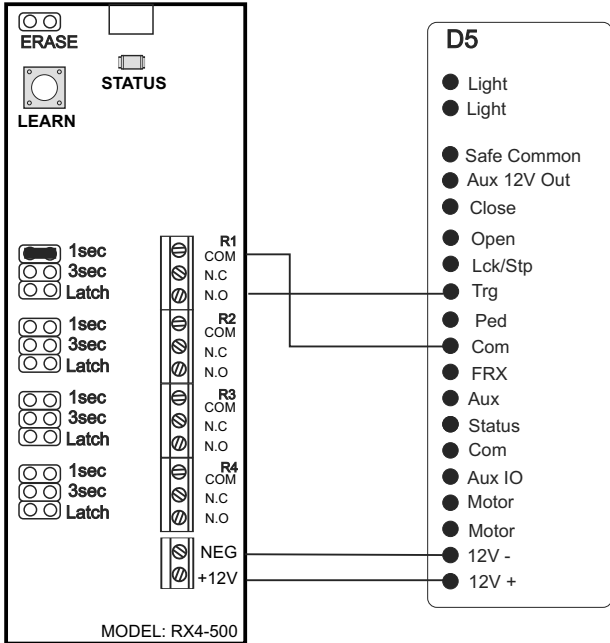 ERASE
STATUS
LEARN
1sec
3sec
Latch
R1
COM
N.C
N.O
1sec
3sec
Latch
R2
COM
N.C
N.O
1sec
3sec
Latch
R3
COM
N.C
N.O
1sec
3sec
Latch
R4
COM
N.C
N.O
NEG
+12V
MODEL: RX4-500
D5
Light
Light
Safe Common
Aux 12V Out
Close
Open
Lck/Stp
Trg
Ped
Com
FRX
Aux
Status
Com
Aux IO
Motor
Motor
12V -
12V +